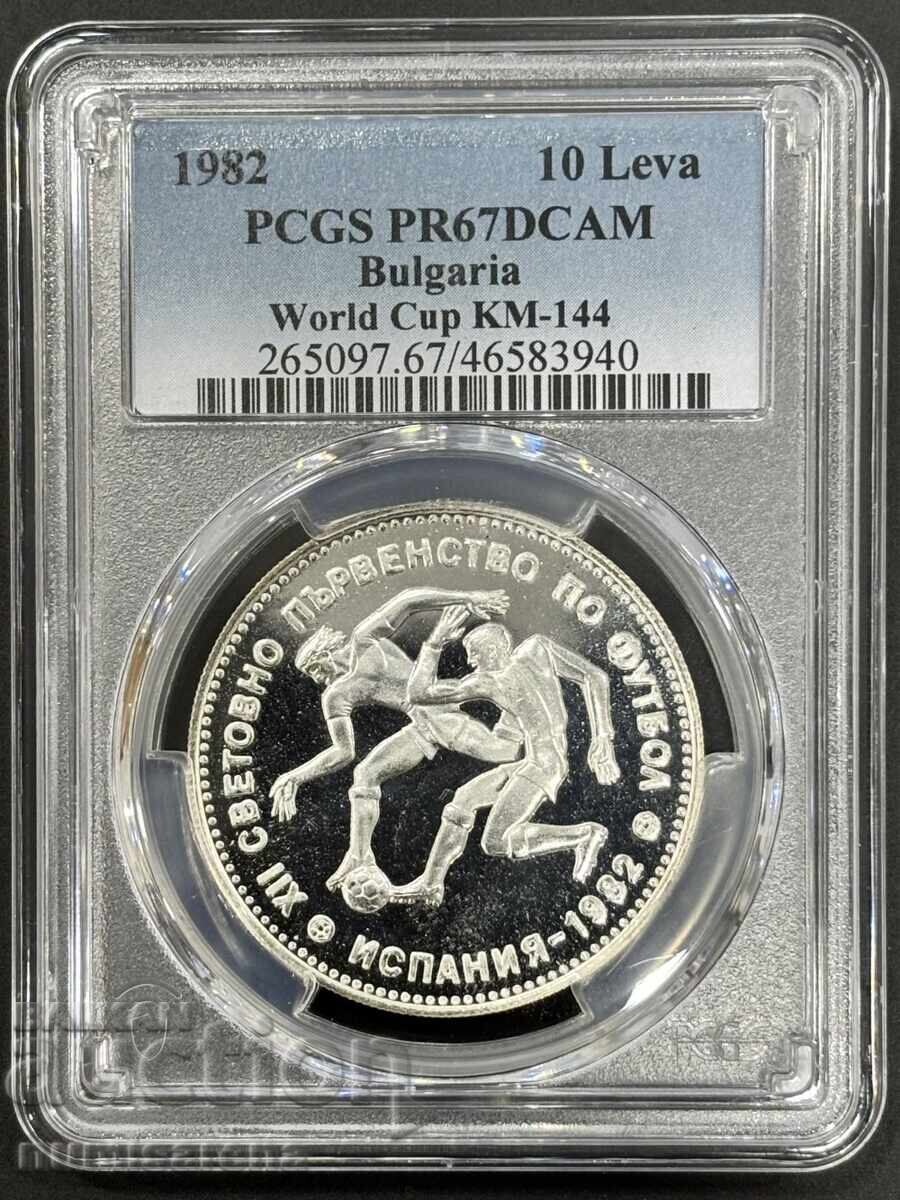 1982 10 Leva
PCGS PR67DCAM
Bulgaria
World Cup KM-144
265097.67/46583940
XII СВЕТОВНО ПЪРВЕНСТВО ПО ФУТБОЛ
ИСПАНИЯ-1982
auction